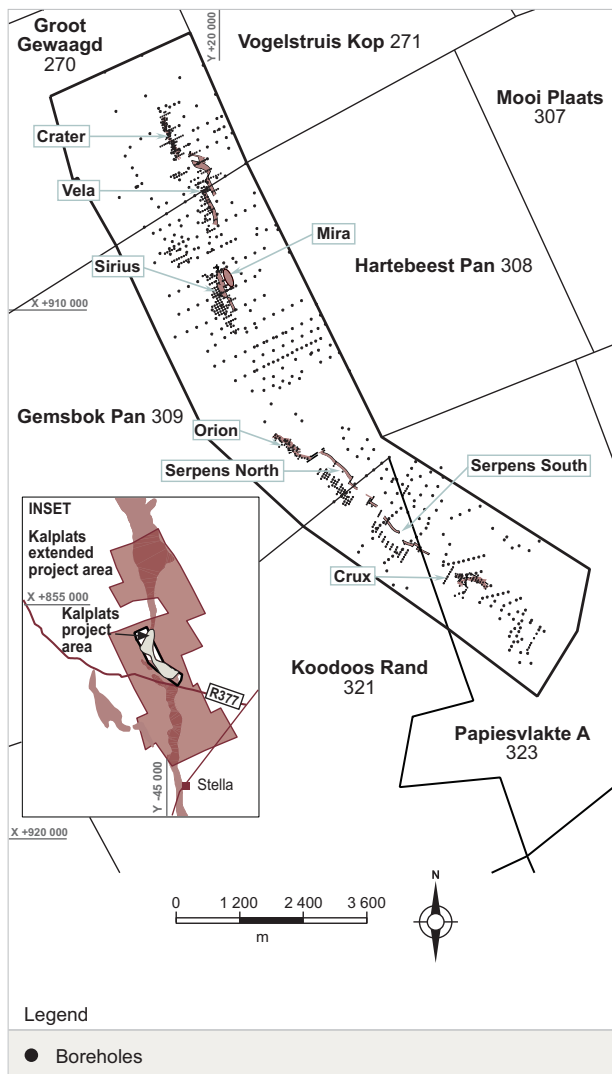 Groot
Gewaagd
270
Y +20 000
Vogelstruis Kop 271
Mooi Plaats
307
Crater
Vela
Mira
Sirius
Hartebeest Pan 308
X +910 000
Gemsbok Pan 309
Orion
Serpens North
Serpens South
INSET
Kalplats
extended
project area
X +855 000
Kalplats
project
area
R377
Y -45 000
Stella
Crux
Koodoos Rand
321
Papiesvlakte A
323
X +920 000
N
0 1 200 2 400 3 600
m
Legend
Boreholes